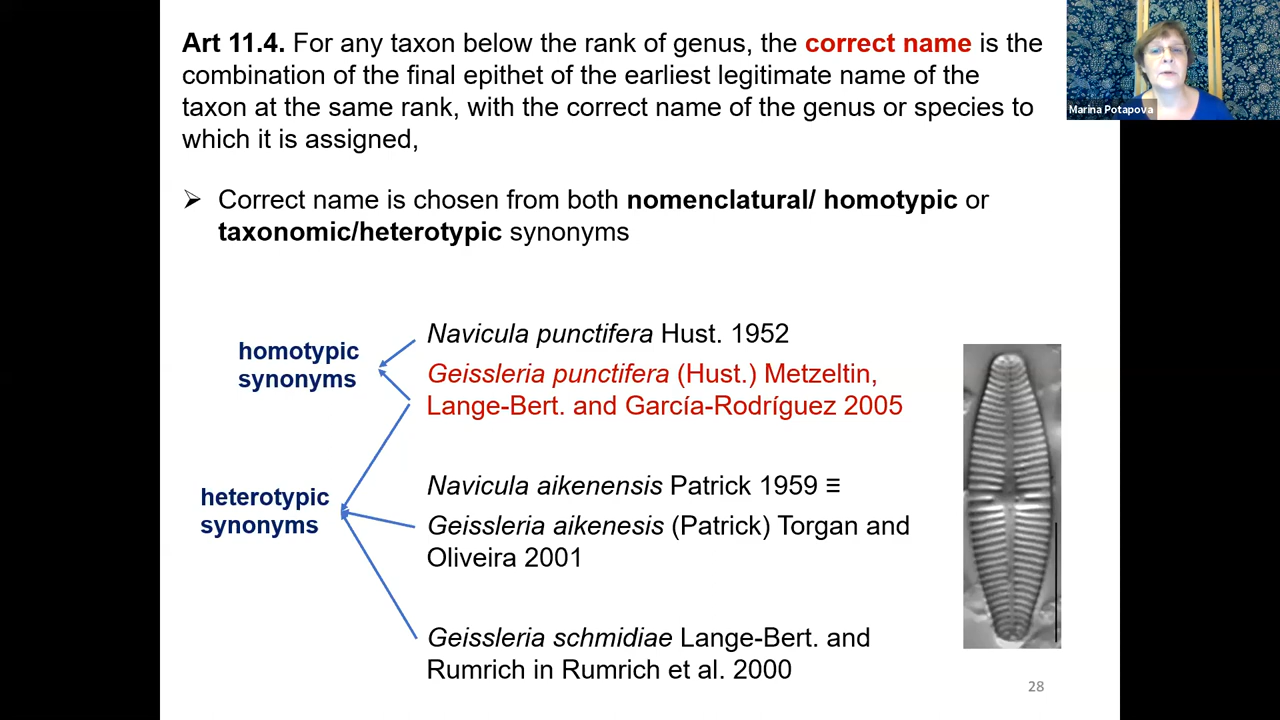 Art 11.4. For any taxon below the rank of genus, the correct name is the
combination of the final epithet of the earliest legitimate name of the
taxon at the same rank, with the correct name of the genus or species to
which it is assigned,
Marina Potapova
➢ Correct name is chosen from both nomenclatural/ homotypic or
taxonomic/heterotypic synonyms
homotypic
synonyms
Navicula punctifera Hust. 1952
Geissleria punctifera (Hust.) Metzeltin,
Lange-Bert. and García-Rodríguez 2005
heterotypic
synonyms
Navicula aikenensis Patrick 1959 ≡
Geissleria aikenesis (Patrick) Torgan and
Oliveira 2001
Geissleria schmidiae Lange-Bert. and
Rumrich in Rumrich et al. 2000
28